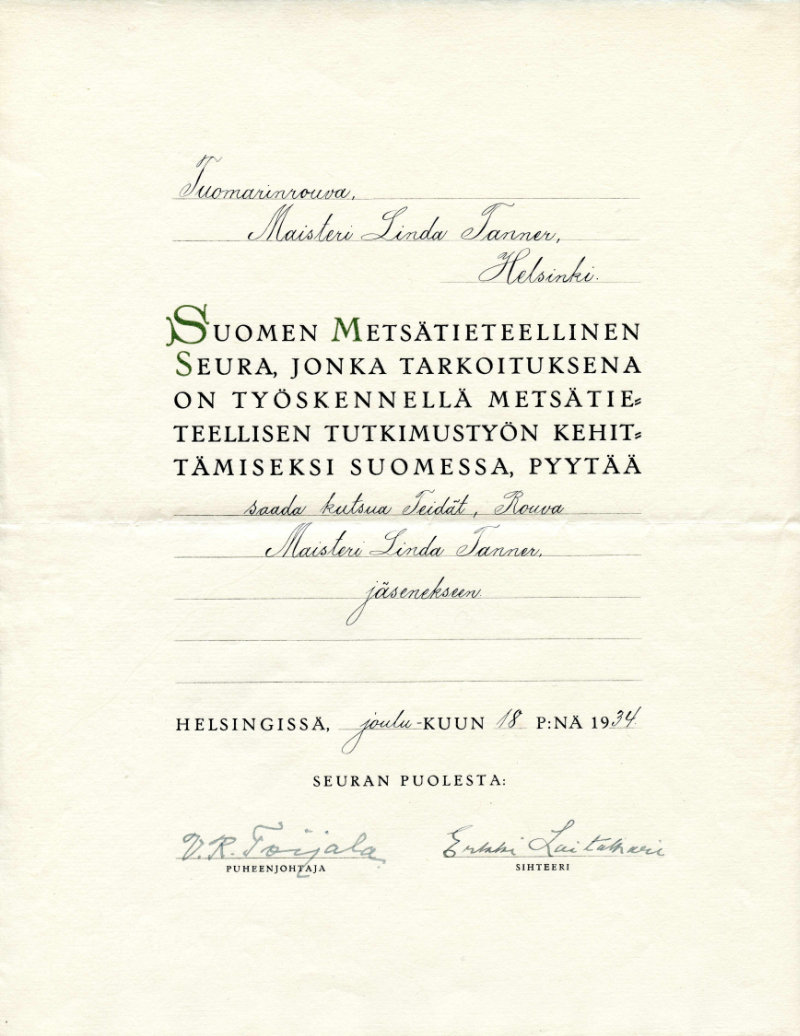 Tuomarinrouva,
Maisteri Linda Tanner,
Helsinki.
SUOMEN METSÄTIETEELLINEN
SEURA, JONKA TARKOITUKSENA
ON TYÖSKENNELLÄ METSÄTIE=
TEELLISEN TUTKIMUSTYÖN KEHIT=
TÄMISEKSI SUOMESSA, PYYTÄÄ
saada kutsua Teidät, Rouva
Maisteri Linda Tanner,
jäsenekseen.
HELSINGISSÄ, joulu-KUUN 18 P:NÄ 1934.
SEURAN PUOLESTA:
V.K. Toijala Erkki Laitakari
PUHEENJOHTAJA SIHTEERI